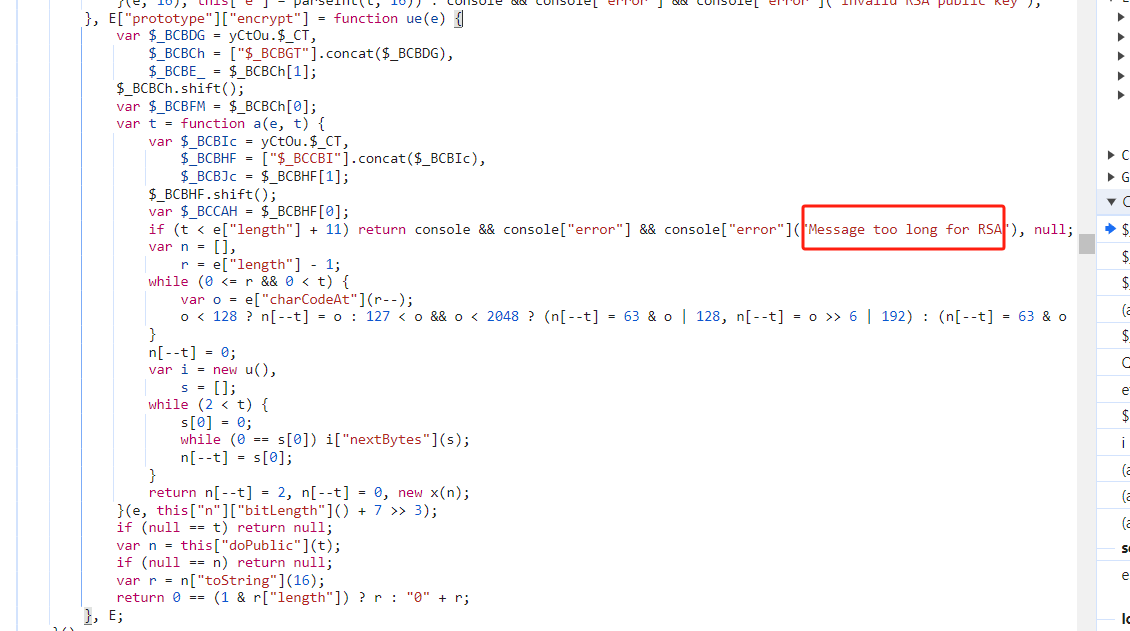 }(e, 16), this["e"] = parseInt(t, 16)) : console && console["error"] && console["error"]("Invalid RSA public key");
}, E["prototype"]["encrypt"] = function ue(e) {
var $_BCBDG = yCtOu.$_CT,
$_BCBCh = ["$_BCBGT"].concat($_BCBDG),
$_BCBE_ = $_BCBCh[1];
$_BCBCh.shift();
var $_BCBFM = $_BCBCh[0];
var t = function a(e, t) {
var $_BCBIc = yCtOu.$_CT,
$_BCBHF = ["$_BCCBI"].concat($_BCBIc),
$_BCBJc = $_BCBHF[1];
$_BCBHF.shift();
var $_BCCAH = $_BCBHF[0];
if (t < e["length"] + 11) return console && console["error"] && console["error"]("Message too long for RSA"), null;
var n = [],
r = e["length"] - 1;
while (0 <= r && 0 < t) {
var o = e["charCodeAt"](r--);
o < 128 ? n[--t] = o : 127 < o && o < 2048 ? (n[--t] = 63 & o | 128, n[--t] = o >> 6 | 192) : (n[--t] = 63 & o
}
n[--t] = 0;
var i = new u(),
s = [];
while (2 < t) {
s[0] = 0;
while (0 == s[0]) i["nextBytes"](s);
n[--t] = s[0];
}
return n[--t] = 2, n[--t] = 0, new x(n);
}(e, this["n"]["bitLength"]() + 7 >> 3);
if (null == t) return null;
var n = this["doPublic"](t);
if (null == n) return null;
var r = n["toString"](16);
return 0 == (1 & r["length"]) ? r : "0" + r;
}, E;